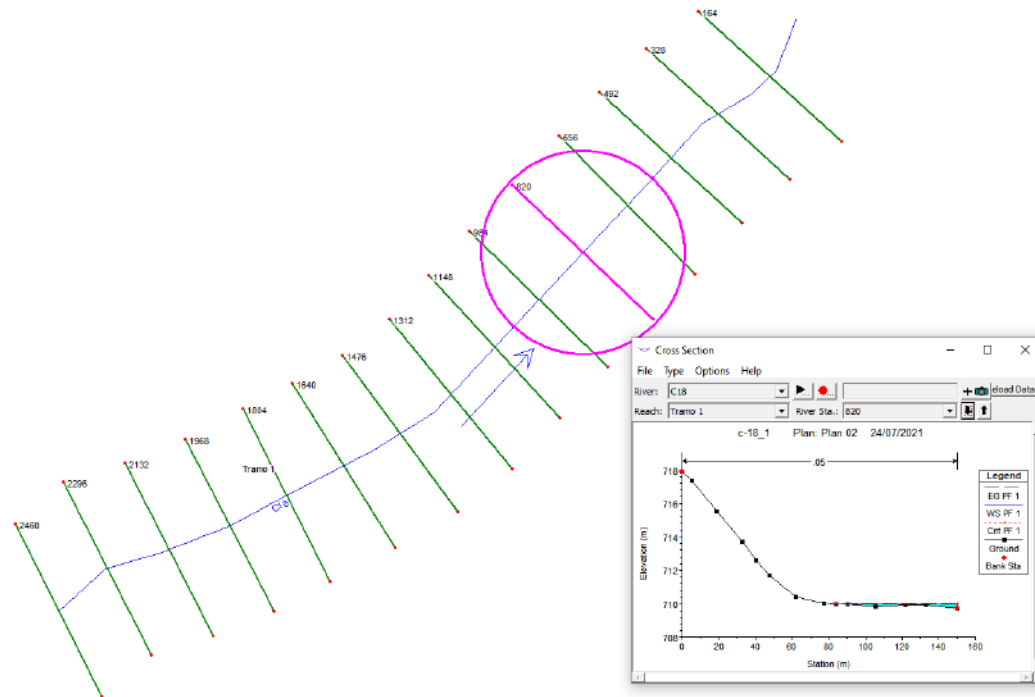 164
328
492
656
820
984
1148
1312
1476
1640
1804
1968
2132
2296
2460
Tramo 1
C18
Cross Section
File Type Options Help
River: C18
eload Data
Reach: Tramo 1 River Sta.: 820
c-18_1 Plan: Plan 02 24/07/2021
.05
718
716
714
712
710
708
0 20 40 60 80 100 120 140 160
Elevation (m)
Station (m)
Legend
EG PF 1
WS PF 1
Crit PF 1
Ground
Bank Sta